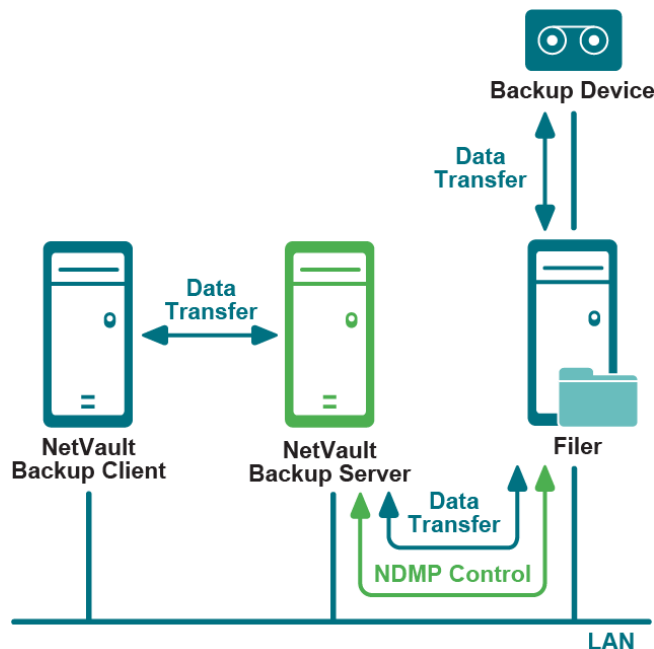 Backup Device
Data
Transfer
Data
Transfer
NetVault
Backup Client
NetVault
Backup Server
Filer
Data
Transfer
NDMP Control
LAN